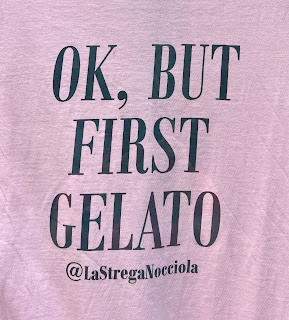 OK, BUT
FIRST
GELATO
@LaStregaNocciola